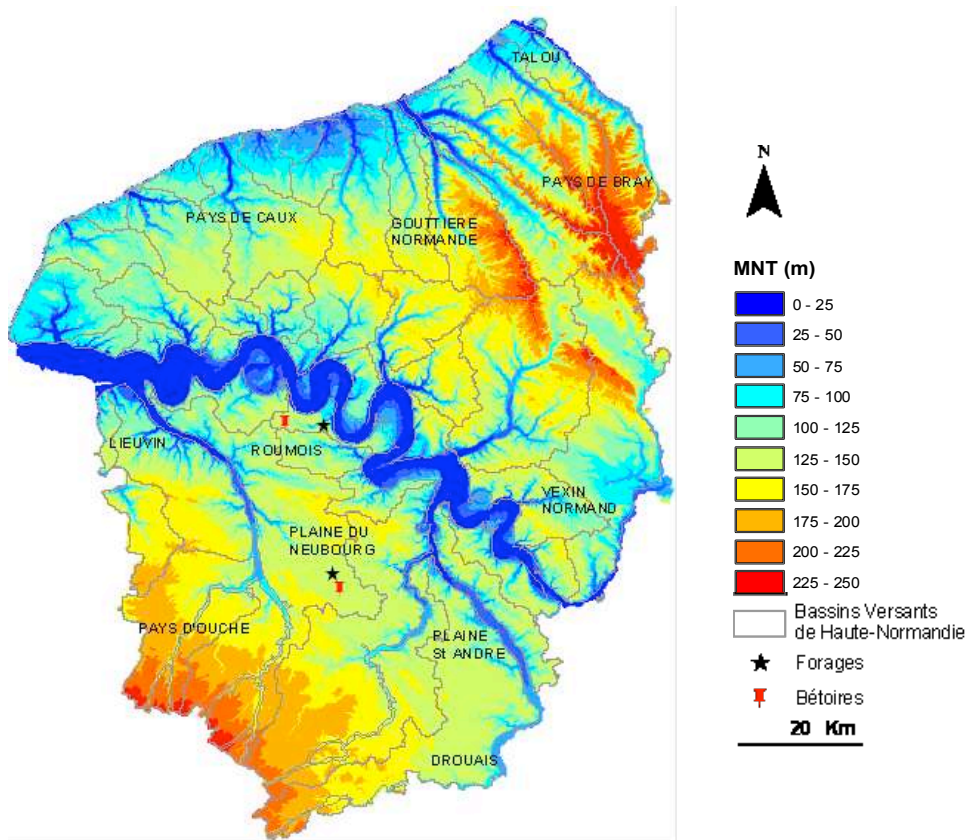 TALOU
PAYS DE BRAY
PAYS DE CAUX
GOUTTIERE
NORMANDE
LIEUVIN
ROUMOIS
VEXIN
NORMAND
PLAINE DU
NEUBOURG
PAYS D'OUCHE
PLAINE
St ANDRE
DROUAIS
N
MNT (m)
0 - 25
25 - 50
50 - 75
75 - 100
100 - 125
125 - 150
150 - 175
175 - 200
200 - 225
225 - 250
Bassins Versants
de Haute-Normandie
Forages
Bétoires
20 Km